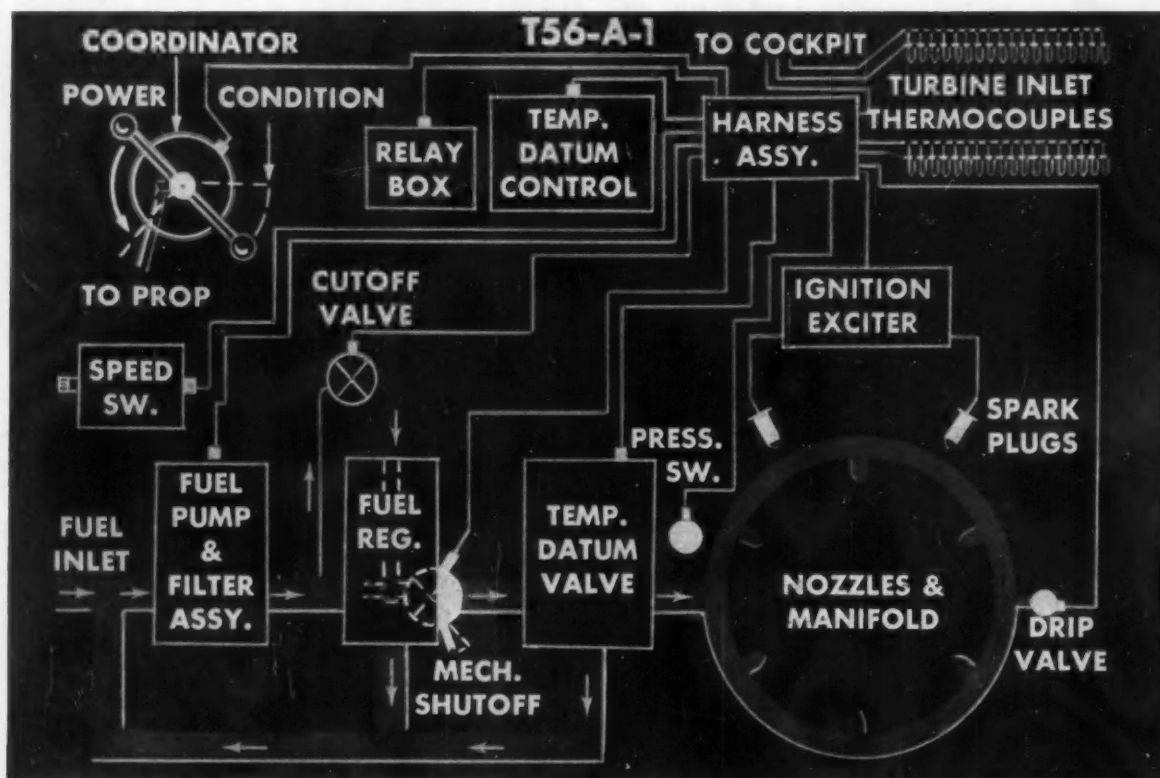 T56-A-1
COORDINATOR
POWER
CONDITION
TO PROP
RELAY
BOX
TEMP.
DATUM
CONTROL
HARNESS
ASSY.
TO COCKPIT
TURBINE INLET
THERMOCOUPLES
CUTOFF
VALVE
IGNITION
EXCITER
SPEED
SW.
SPARK
PLUGS
PRESS.
SW.
FUEL
INLET
FUEL
PUMP
&
FILTER
ASSY.
FUEL
REG.
MECH.
SHUTOFF
TEMP.
DATUM
VALVE
NOZZLES &
MANIFOLD
DRIP
VALVE